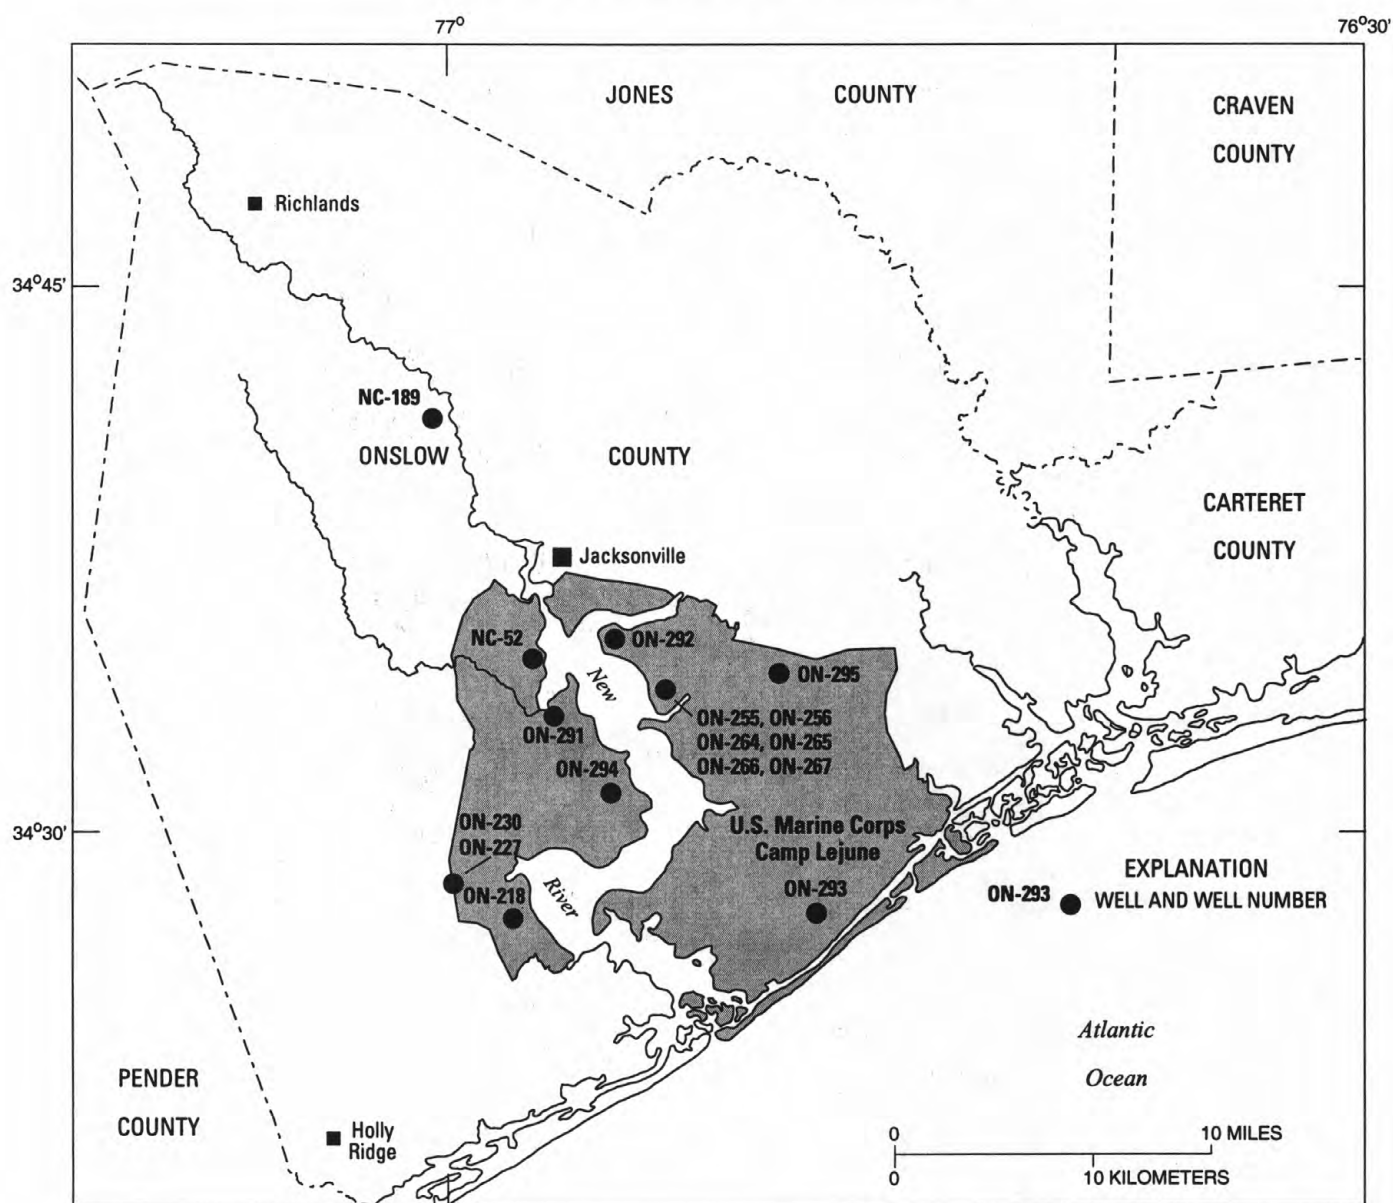 77°
76°30'
JONES COUNTY
CRAVEN
COUNTY
Richlands
34°45'
NC-189
ONSLOW COUNTY
CARTERET
COUNTY
Jacksonville
NC-52
ON-292
New
ON-295
ON-255, ON-256
ON-264, ON-265
ON-266, ON-267
ON-291
ON-294
34°30'
ON-230
ON-227
U.S. Marine Corps
Camp Lejune
ON-218
River
ON-293
EXPLANATION
ON-293 WELL AND WELL NUMBER
Atlantic
Ocean
PENDER
COUNTY
Holly
Ridge
0 10 MILES
0 10 KILOMETERS